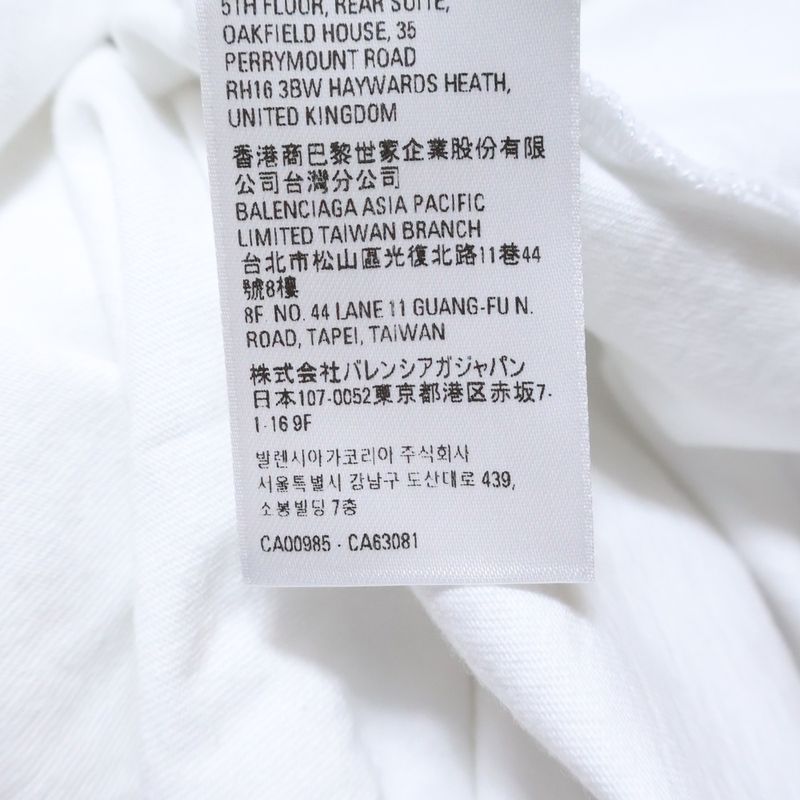 5TH FLOOR, REAR SUITE,
OAKFIELD HOUSE, 35
PERRYMOUNT ROAD
RH16 3BW HAYWARDS HEATH,
UNITED KINGDOM
香港商巴黎世家企業股份有限
公司台灣分公司
BALENCIAGA ASIA PACIFIC
LIMITED TAIWAN BRANCH
台北市松山區光復北路11巷44
號8樓
8F NO. 44 LANE 11 GUANG-FU N.
ROAD, TAPEI, TAIWAN
株式会社バレンシアガジャパン
日本107-0052東京都港区赤坂7-
1-16 9F
발렌시아가코리아 주식회사
서울특별시 강남구 도산대로 439,
소봉빌딩 7층
CA00985 - CA63081